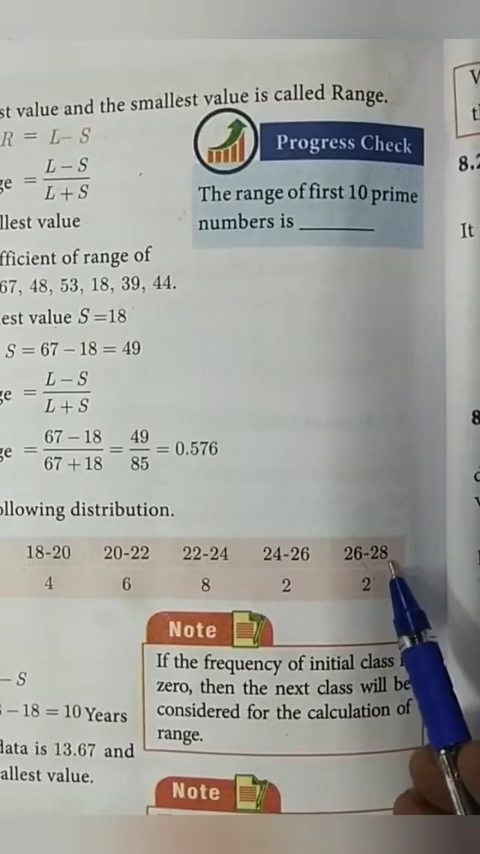 st value and the smallest value is called Range.
R = L − S
ge = L − S / L + S
llest value
fficient of range of
67, 48, 53, 18, 39, 44.
est value S = 18
S = 67 − 18 = 49
ge = L − S / L + S
ge = 67 − 18 / 67 + 18 = 49 / 85 = 0.576
ollowing distribution.
18-20 20-22 22-24 24-26 26-28
4 6 8 2 2
− S
− 18 = 10 Years
data is 13.67 and
allest value.
Progress Check
The range of first 10 prime
numbers is ________
Note
If the frequency of initial class
zero, then the next class will be
considered for the calculation of
range.
Note
8.
It